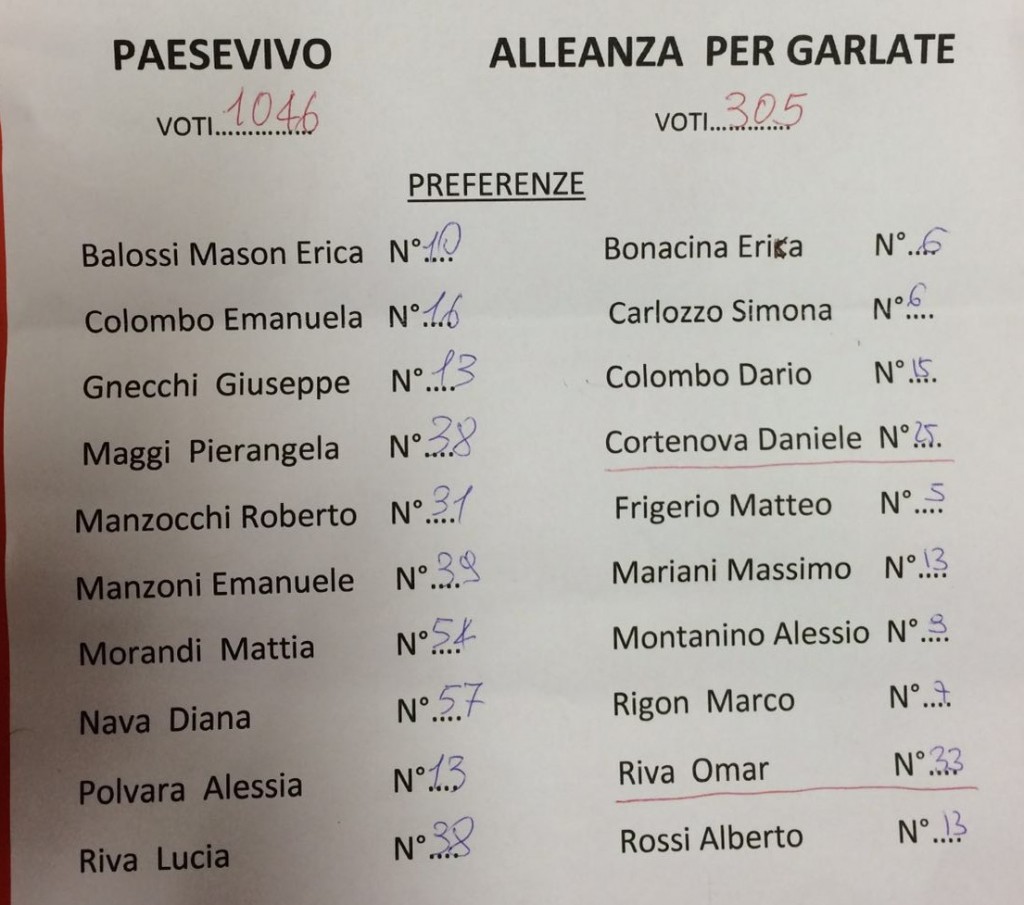 PAESEVIVO ALLEANZA PER GARLATE
VOTI..1046 VOTI..305
PREFERENZE
Balossi Mason Erica N°.10 Bonacina Erica N°..6
Colombo Emanuela N°.16 Carlozzo Simona N°6....
Gnecchi Giuseppe N°.13 Colombo Dario N°15.
Maggi Pierangela N°.38 Cortenova Daniele N°25.
Manzocchi Roberto N°.31 Frigerio Matteo N°.5
Manzoni Emanuele N°.39 Mariani Massimo N°.13
Morandi Mattia N° Montanino Alessio N°.
Nava Diana N°.57 Rigon Marco N°..7
Polvara Alessia N°13 Riva Omar N°33
Riva Lucia N°.38 Rossi Alberto N°.13